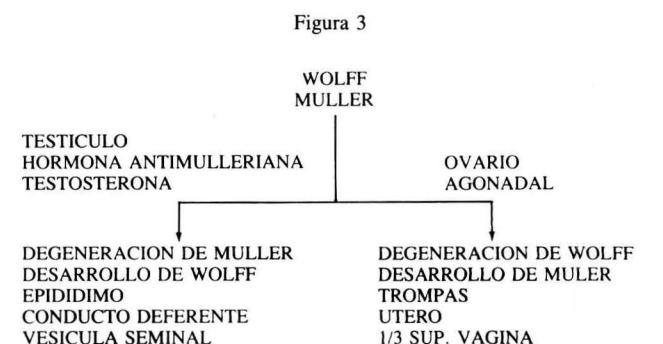 Figura 3
WOLFF
MULLER
TESTICULO
HORMONA ANTIMULLERIANA
TESTOSTERONA
OVARIO
AGONADAL
DEGENERACION DE MULLER
DESARROLLO DE WOLFF
EPIDIDIMO
CONDUCTO DEFERENTE
VESICULA SEMINAL
DEGENERACION DE WOLFF
DESARROLLO DE MULER
TROMPAS
UTERO
1/3 SUP. VAGINA